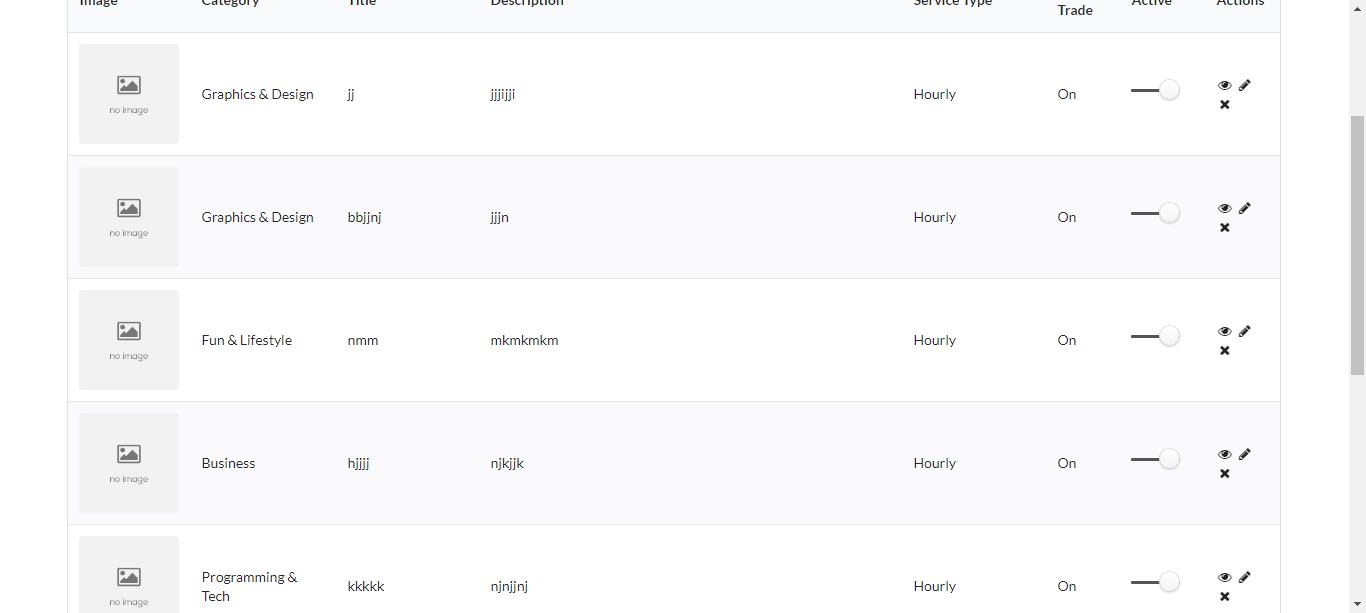 Image Category Title Description Service Type Trade Active Actions
no image Graphics & Design jj jjjijji Hourly On
no image Graphics & Design bbjjnj jjjn Hourly On
no image Fun & Lifestyle nmm mkmkmkm Hourly On
no image Business hjjjj njkjjk Hourly On
no image Programming & Tech kkkkk njnjjnj Hourly On